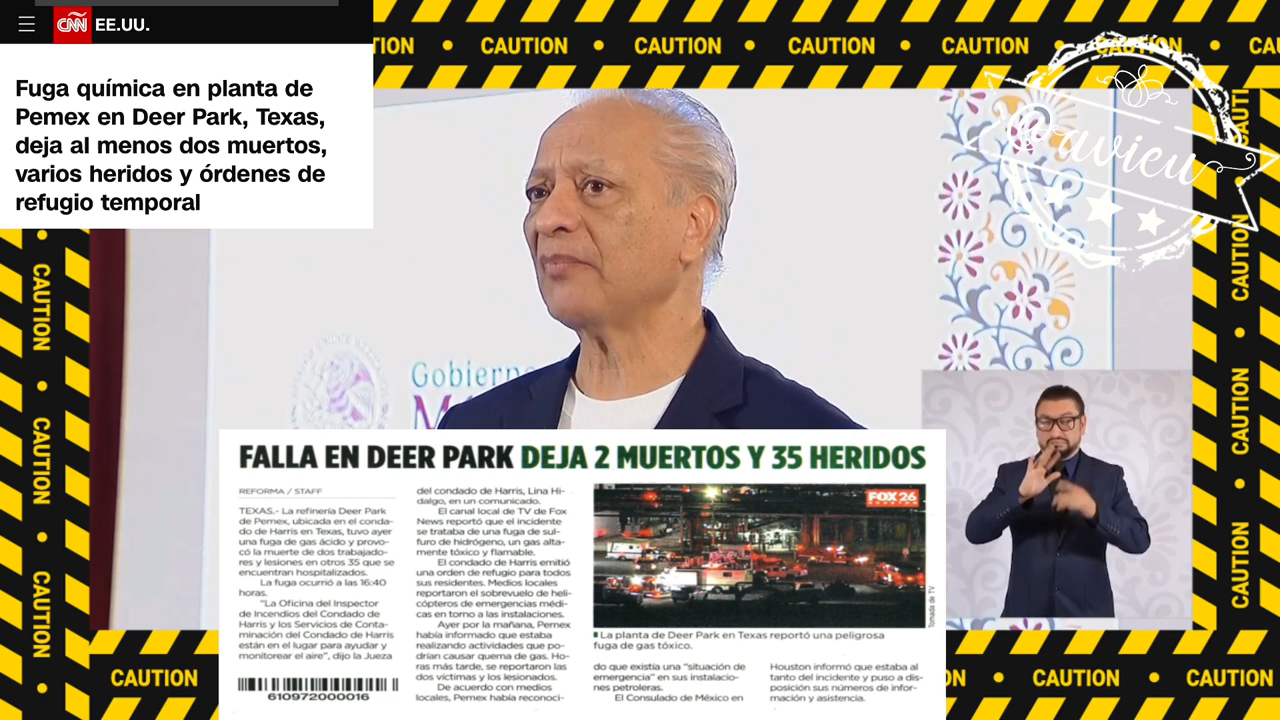 CNN EE.UU.
Fuga química en planta de
Pemex en Deer Park, Texas,
deja al menos dos muertos,
varios heridos y órdenes de
refugio temporal
CAUTION CAUTION CAUTION CAUTION
CAUTION
CAUTION
CAUTION
CAUTION
CAUTION
CAUTION
Gobierno
FALLA EN DEER PARK DEJA 2 MUERTOS Y 35 HERIDOS
REFORMA / STAFF
TEXAS.- La refinería Deer Park
de Pemex, ubicada en el conda-
do de Harris en Texas, tuvo ayer
una fuga de gas ácido y provo-
có la muerte de dos trabajado-
res y lesiones en otros 35 que se
encuentran hospitalizados.
La fuga ocurrió a las 16:40
horas.
"La Oficina del Inspector
de Incendios del Condado de
Harris y los Servicios de Conta-
minación del Condado de Harris
están en el lugar para ayudar y
monitorear el aire", dijo la Jueza
610972000016
del condado de Harris, Lina Hi-
dalgo, en un comunicado.
El canal local de TV de Fox
News reportó que el incidente
se trataba de una fuga de sul-
furo de hidrógeno, un gas alta-
mente tóxico y flamable.
El condado de Harris emitió
una orden de refugio para todos
sus residentes. Medios locales
reportaron el sobrevuelo de heli-
cópteros de emergencias médi-
cas en torno a las instalaciones.
Ayer por la mañana, Pemex
había informado que estaba
realizando actividades que po-
drían causar quema de gas. Ho-
ras más tarde, se reportaron las
dos víctimas y los lesionados.
De acuerdo con medios
locales, Pemex había reconoci-
FOX 26
HOUSTON
Tomada de TV
La planta de Deer Park en Texas reportó una peligrosa
fuga de gas tóxico.
do que existía una "situación de
emergencia" en sus instalacio-
nes petroleras.
El Consulado de México en
Houston informó que estaba al
tanto del incidente y puso a dis-
posición sus números de infor-
mación y asistencia.
CAUTION CAUTION CAUTION